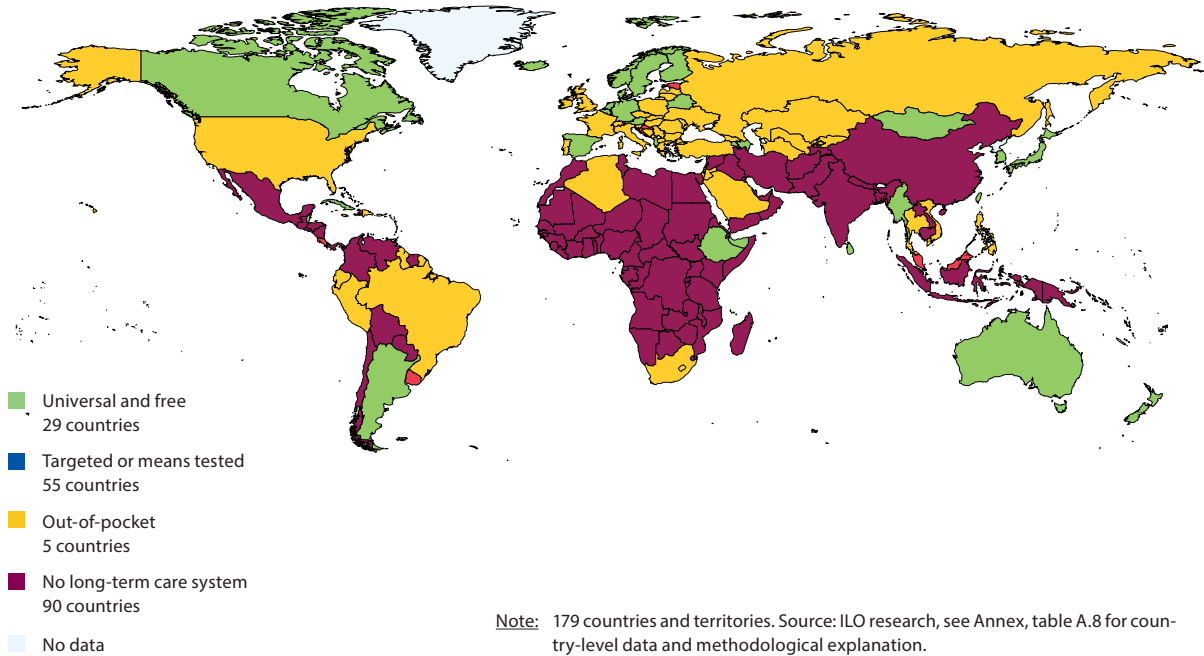 Universal and free
29 countries
Targeted or means tested
55 countries
Out-of-pocket
5 countries
No long-term care system
90 countries
No data
Note: 179 countries and territories. Source: ILO research, see Annex, table A.8 for coun-
try-level data and methodological explanation.